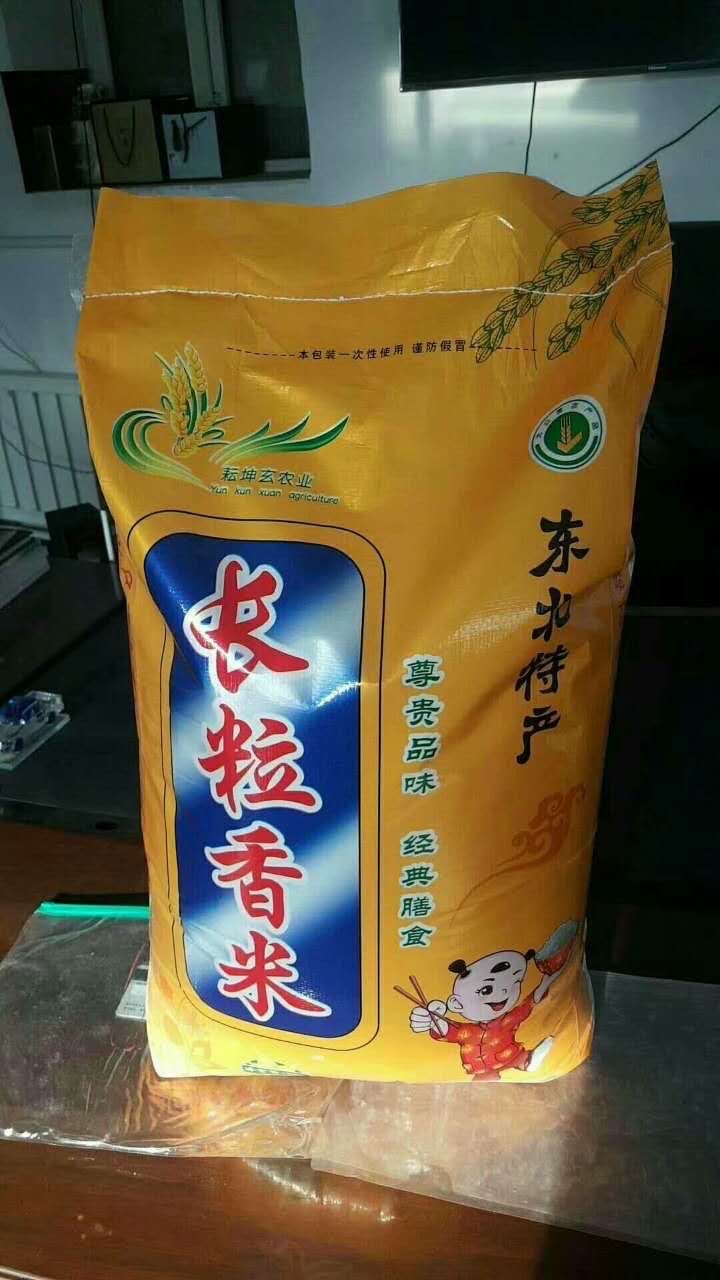 本包装一次性使用 谨防假冒
耘坤玄农业
Yun kun xuan agriculture
东北特产
长粒香米
尊贵品味 经典膳食